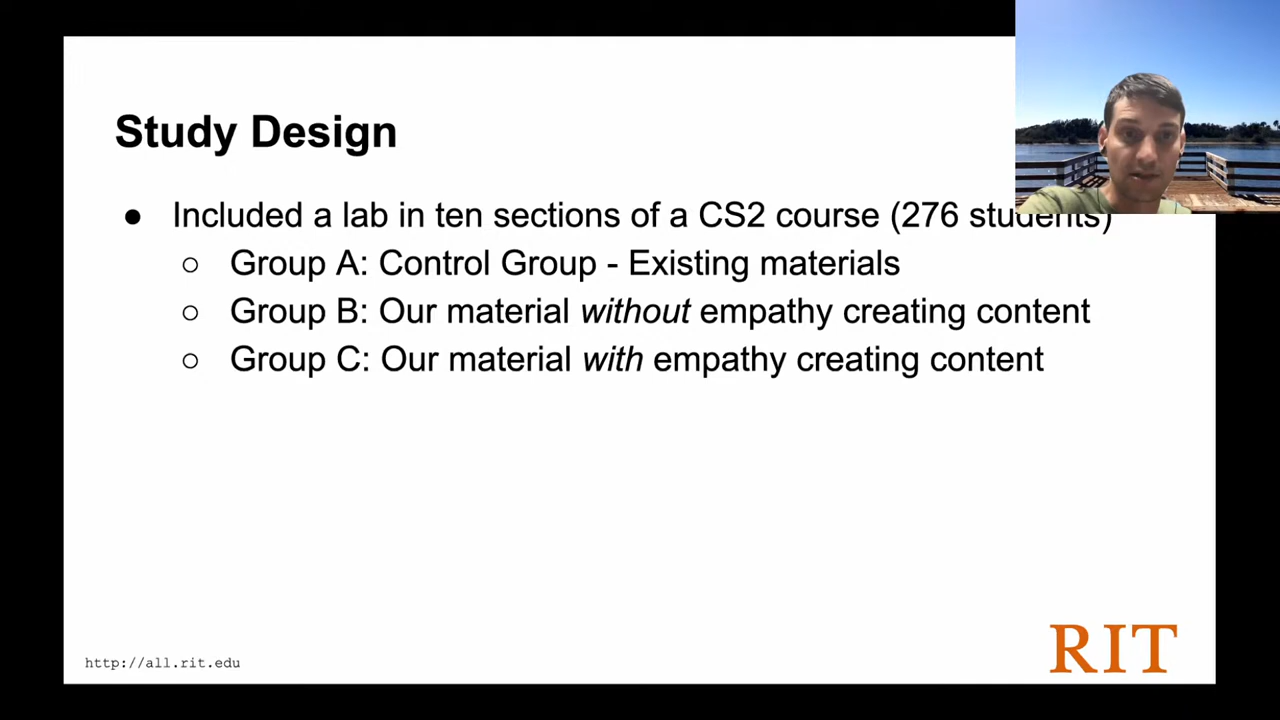 Study Design
● Included a lab in ten sections of a CS2 course (276 students)
○ Group A: Control Group - Existing materials
○ Group B: Our material without empathy creating content
○ Group C: Our material with empathy creating content
http://all.rit.edu
RIT